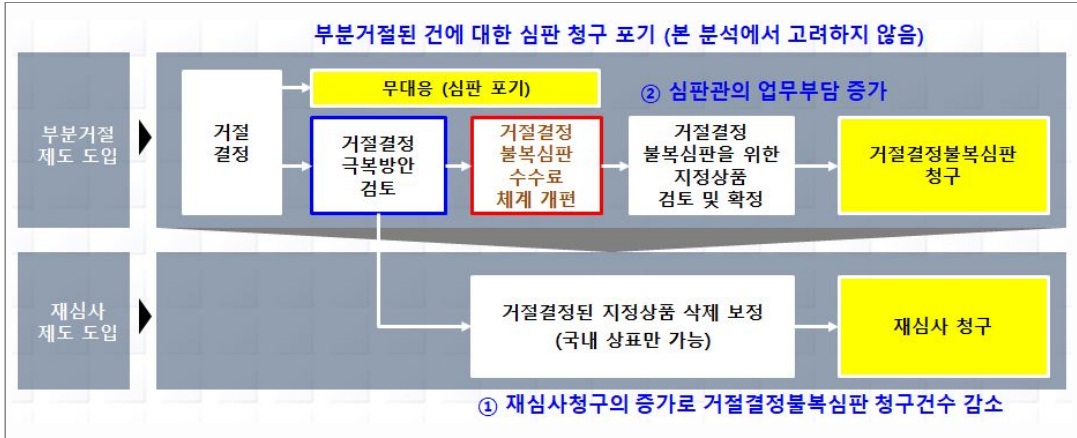 부분거절된 건에 대한 심판 청구 포기 (본 분석에서 고려하지 않음)
부분거절
제도 도입
거절
결정
무대응 (심판 포기)
② 심판관의 업무부담 증가
거절결정
극복방안
검토
거절결정
불복심판
수수료
체계 개편
거절결정
불복심판을 위한
지정상품
검토 및 확정
거절결정불복심판
청구
재심사
제도 도입
거절결정된 지정상품 삭제 보정
(국내 상표만 가능)
재심사 청구
① 재심사청구의 증가로 거절결정불복심판 청구건수 감소